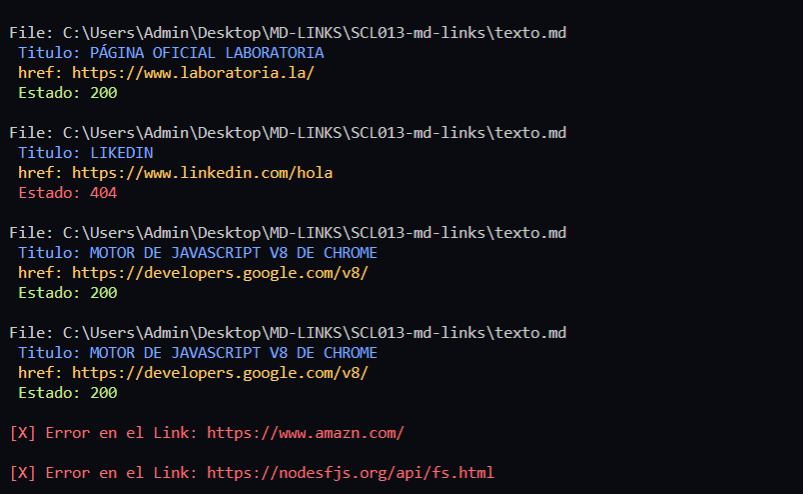 File: C:\Users\Admin\Desktop\MD-LINKS\SCL013-md-links\texto.md
Titulo: PÁGINA OFICIAL LABORATORIA
href: https://www.laboratoria.la/
Estado: 200
File: C:\Users\Admin\Desktop\MD-LINKS\SCL013-md-links\texto.md
Titulo: LIKEDIN
href: https://www.linkedin.com/hola
Estado: 404
File: C:\Users\Admin\Desktop\MD-LINKS\SCL013-md-links\texto.md
Titulo: MOTOR DE JAVASCRIPT V8 DE CHROME
href: https://developers.google.com/v8/
Estado: 200
File: C:\Users\Admin\Desktop\MD-LINKS\SCL013-md-links\texto.md
Titulo: MOTOR DE JAVASCRIPT V8 DE CHROME
href: https://developers.google.com/v8/
Estado: 200
[X] Error en el Link: https://www.amazn.com/
[X] Error en el Link: https://nodesfjs.org/api/fs.html